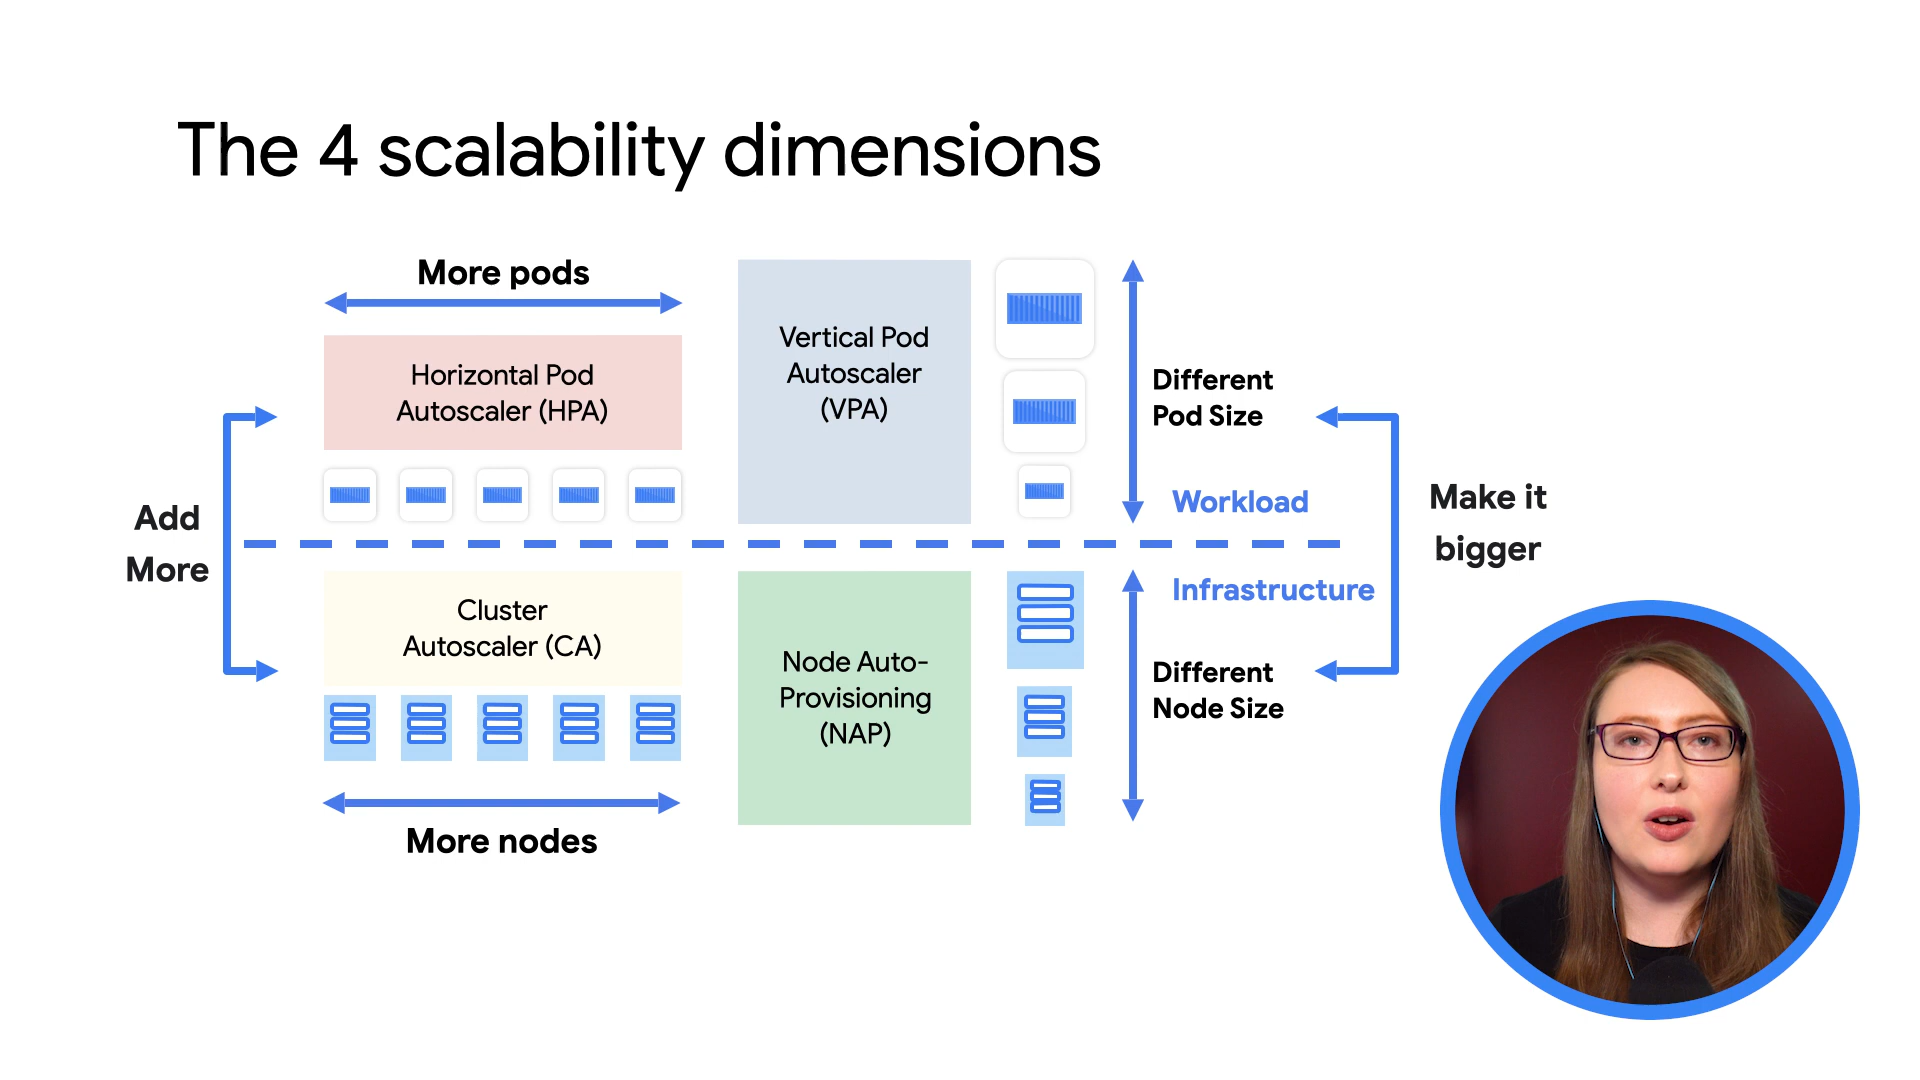 The 4 scalability dimensions
More pods
Horizontal Pod
Autoscaler (HPA)
Vertical Pod
Autoscaler
(VPA)
Different
Pod Size
Workload
Add
More
Make it
bigger
Infrastructure
Cluster
Autoscaler (CA)
Node Auto-
Provisioning
(NAP)
Different
Node Size
More nodes